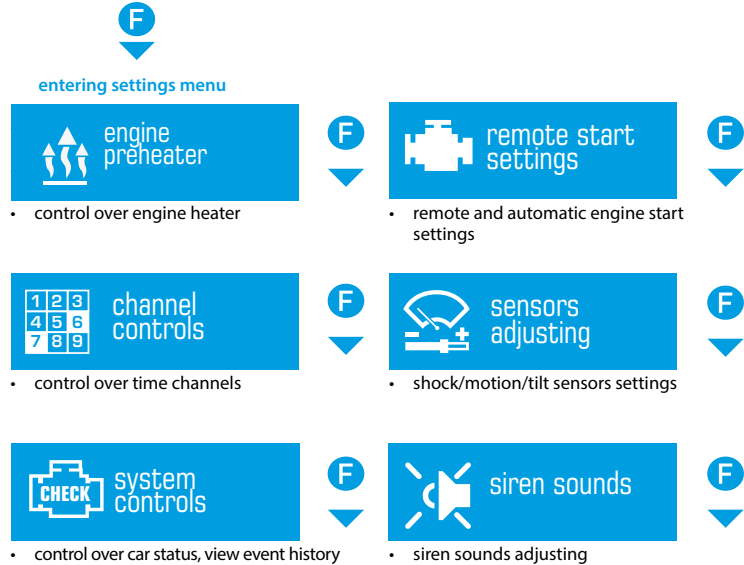 F
entering settings menu
engine
preheater
F
remote start
settings
F
• control over engine heater
• remote and automatic engine start
settings
1 2 3
4 5 6
7 8 9
channel
controls
F
sensors
adjusting
- +
F
• control over time channels
• shock/motion/tilt sensors settings
CHECK
system
controls
F
siren sounds
F
• control over car status, view event history
• siren sounds adjusting